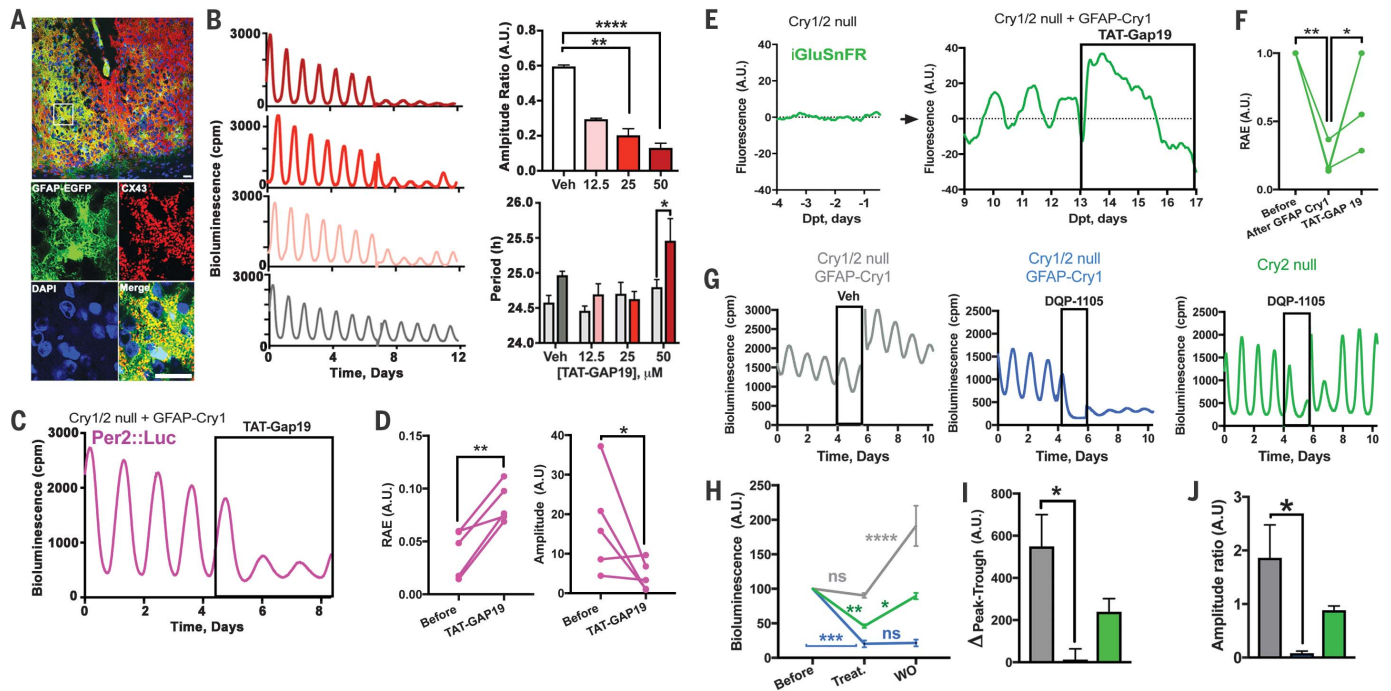 A
GFAP-EGFP
CX43
DAPI
Merge
B
3000
0
3000
0
3000
0
3000
0
Bioluminescence (cpm)
0
4
8
12
Time, Days
****
**
Amlpitude Ratio (A.U.)
0.8
0.6
0.4
0.2
0.0
Veh
12.5
25
50
*
Period (h)
26.0
25.5
25.0
24.5
24.0
Veh
12.5
25
50
[TAT-GAP19], μM
C
Cry1/2 null + GFAP-Cry1
Per2::Luc
TAT-Gap19
Bioluminescence (cpm)
3000
2000
1000
0
0
2
4
6
8
Time, Days
D
**
RAE (A.U.)
0.15
0.10
0.05
0.00
Before
TAT-GAP19
*
Amplitude (A.U)
40
30
20
10
0
Before
TAT-GAP19
E
Cry1/2 null
iGluSnFR
Fluorescence (A.U.)
40
20
0
-20
-40
-4
-3
-2
-1
-0
Dpt, days
Cry1/2 null + GFAP-Cry1
TAT-Gap19
Fluorescence (A.U.)
40
20
0
-20
-40
9
10
11
12
13
14
15
16
17
Dpt, days
F
**
*
RAE (A.U.)
1.0
0.5
0.0
Before
After GFAP Cry1
TAT-GAP 19
G
Cry1/2 null
GFAP-Cry1
Veh
Bioluminescence (cpm)
3000
2500
2000
1500
1000
500
0
0
2
4
6
8
10
Time, Days
Cry1/2 null
GFAP-Cry1
DQP-1105
Bioluminescence (cpm)
2500
2000
1500
1000
500
0
0
2
4
6
8
10
Time, Days
Cry2 null
DQP-1105
Bioluminescence (cpm)
2500
2000
1500
1000
500
0
0
2
4
6
8
10
Time, Days
H
Bioluminescence (A.U.)
250
200
150
100
50
0
ns
****
**
*
***
ns
Before
Treat.
WO
I
*
Δ Peak-Trough (A.U.)
800
600
400
200
0
J
*
Amplitude ratio (A.U)
3
2
1
0